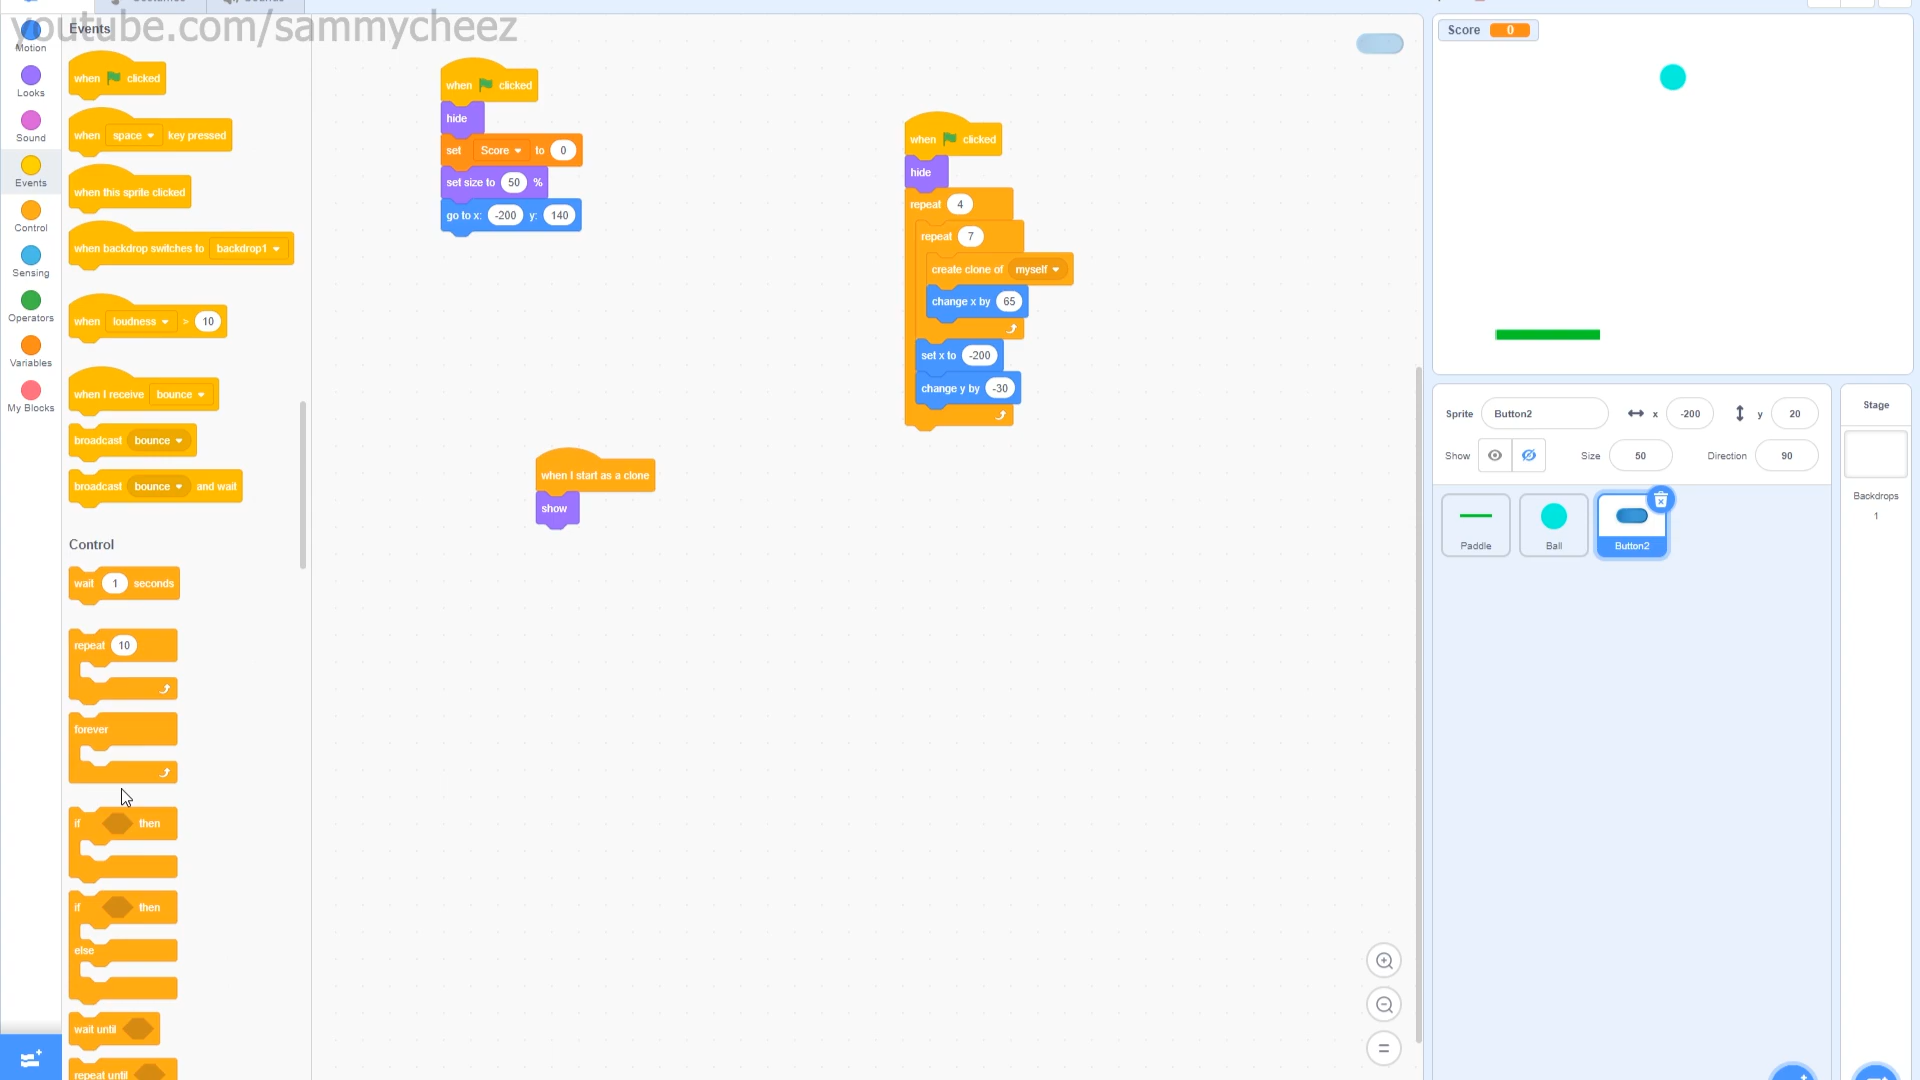 youtube.com/sammycheez
Costumes
Sounds
Motion
Looks
Sound
Events
Control
Sensing
Operators
Variables
My Blocks
Events
when clicked
when space key pressed
when this sprite clicked
when backdrop switches to backdrop1
when loudness > 10
when I receive bounce
broadcast bounce
broadcast bounce and wait
Control
wait 1 seconds
repeat 10
forever
if then
if then
else
wait until
repeat until
when clicked
hide
set Score to 0
set size to 50 %
go to x: -200 y: 140
when I start as a clone
show
when clicked
hide
repeat 4
repeat 7
create clone of myself
change x by 65
set x to -200
change y by -30
Score 0
Sprite Button2 x -200 y 20
Show Size 50 Direction 90
Paddle
Ball
Button2
Stage
Backdrops
1